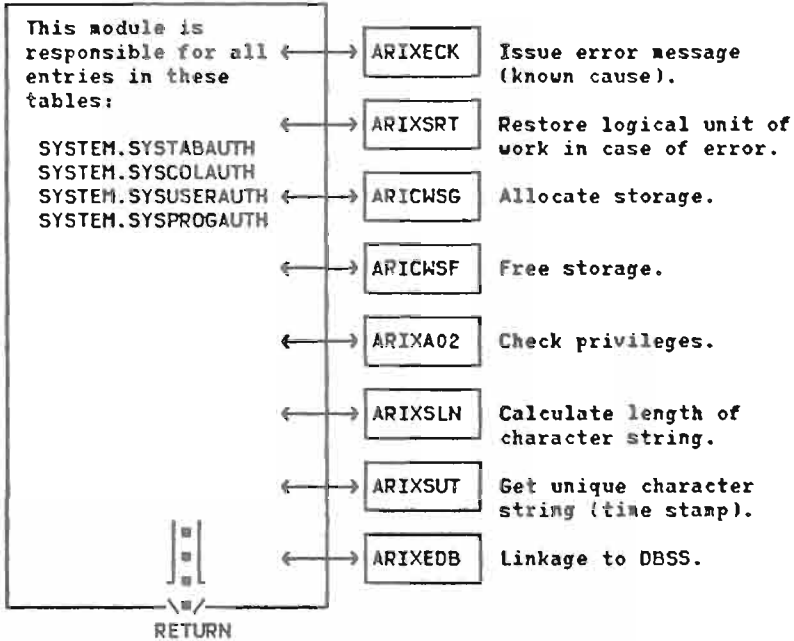 This module is
responsible for all
entries in these
tables:
SYSTEM.SYSTABAUTH
SYSTEM.SYSCOLAUTH
SYSTEM.SYSUSERAUTH
SYSTEM.SYSPROGAUTH
ARIXECK
Issue error message
(known cause).
ARIXSRT
Restore logical unit of
work in case of error.
ARICWSG
Allocate storage.
ARICWSF
Free storage.
ARIXA02
Check privileges.
ARIXSLN
Calculate length of
character string.
ARIXSUT
Get unique character
string (time stamp).
ARIXEDB
Linkage to DBSS.
RETURN